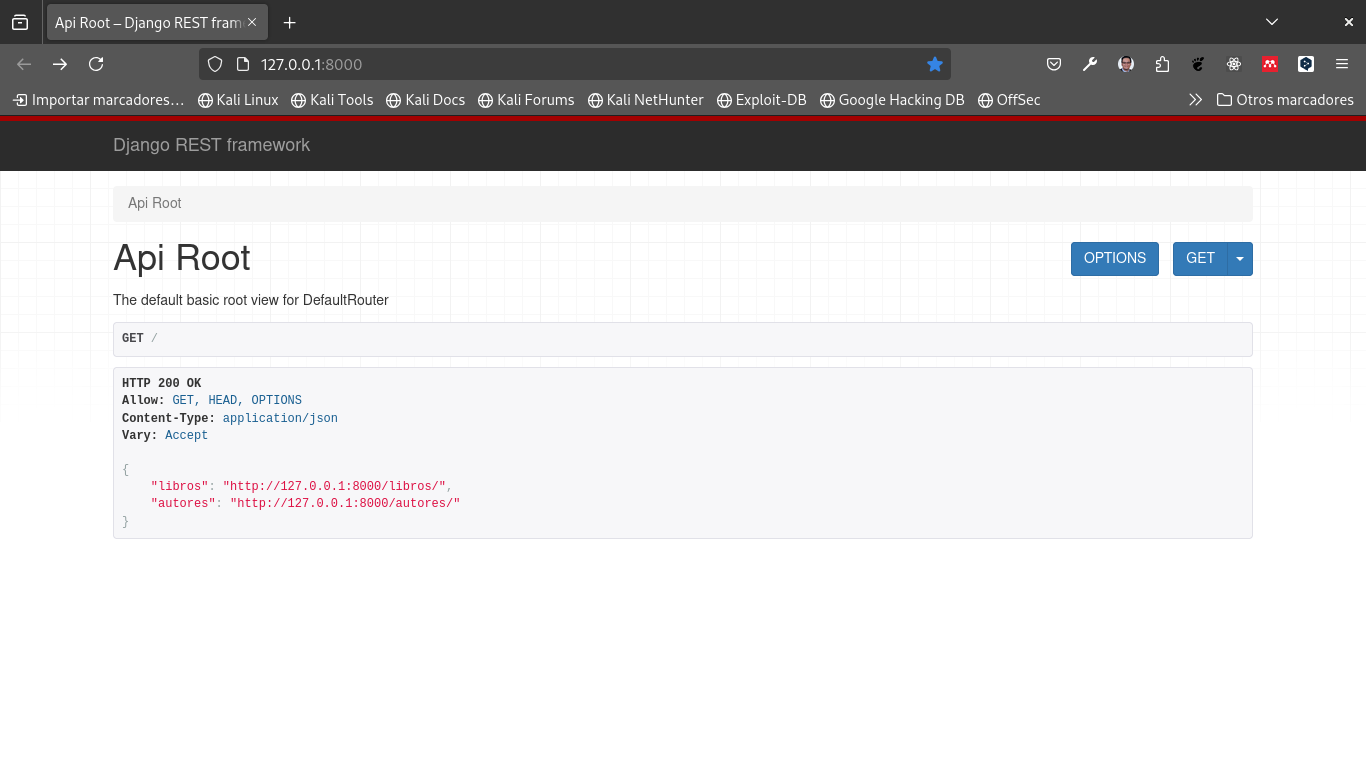 Api Root – Django REST fram
127.0.0.1:8000
Importar marcadores… Kali Linux Kali Tools Kali Docs Kali Forums Kali NetHunter Exploit-DB Google Hacking DB OffSec Otros marcadores
Django REST framework
Api Root
Api Root OPTIONS GET
The default basic root view for DefaultRouter
GET /
HTTP 200 OK
Allow: GET, HEAD, OPTIONS
Content-Type: application/json
Vary: Accept
{
    "libros": "http://127.0.0.1:8000/libros/",
    "autores": "http://127.0.0.1:8000/autores/"
}